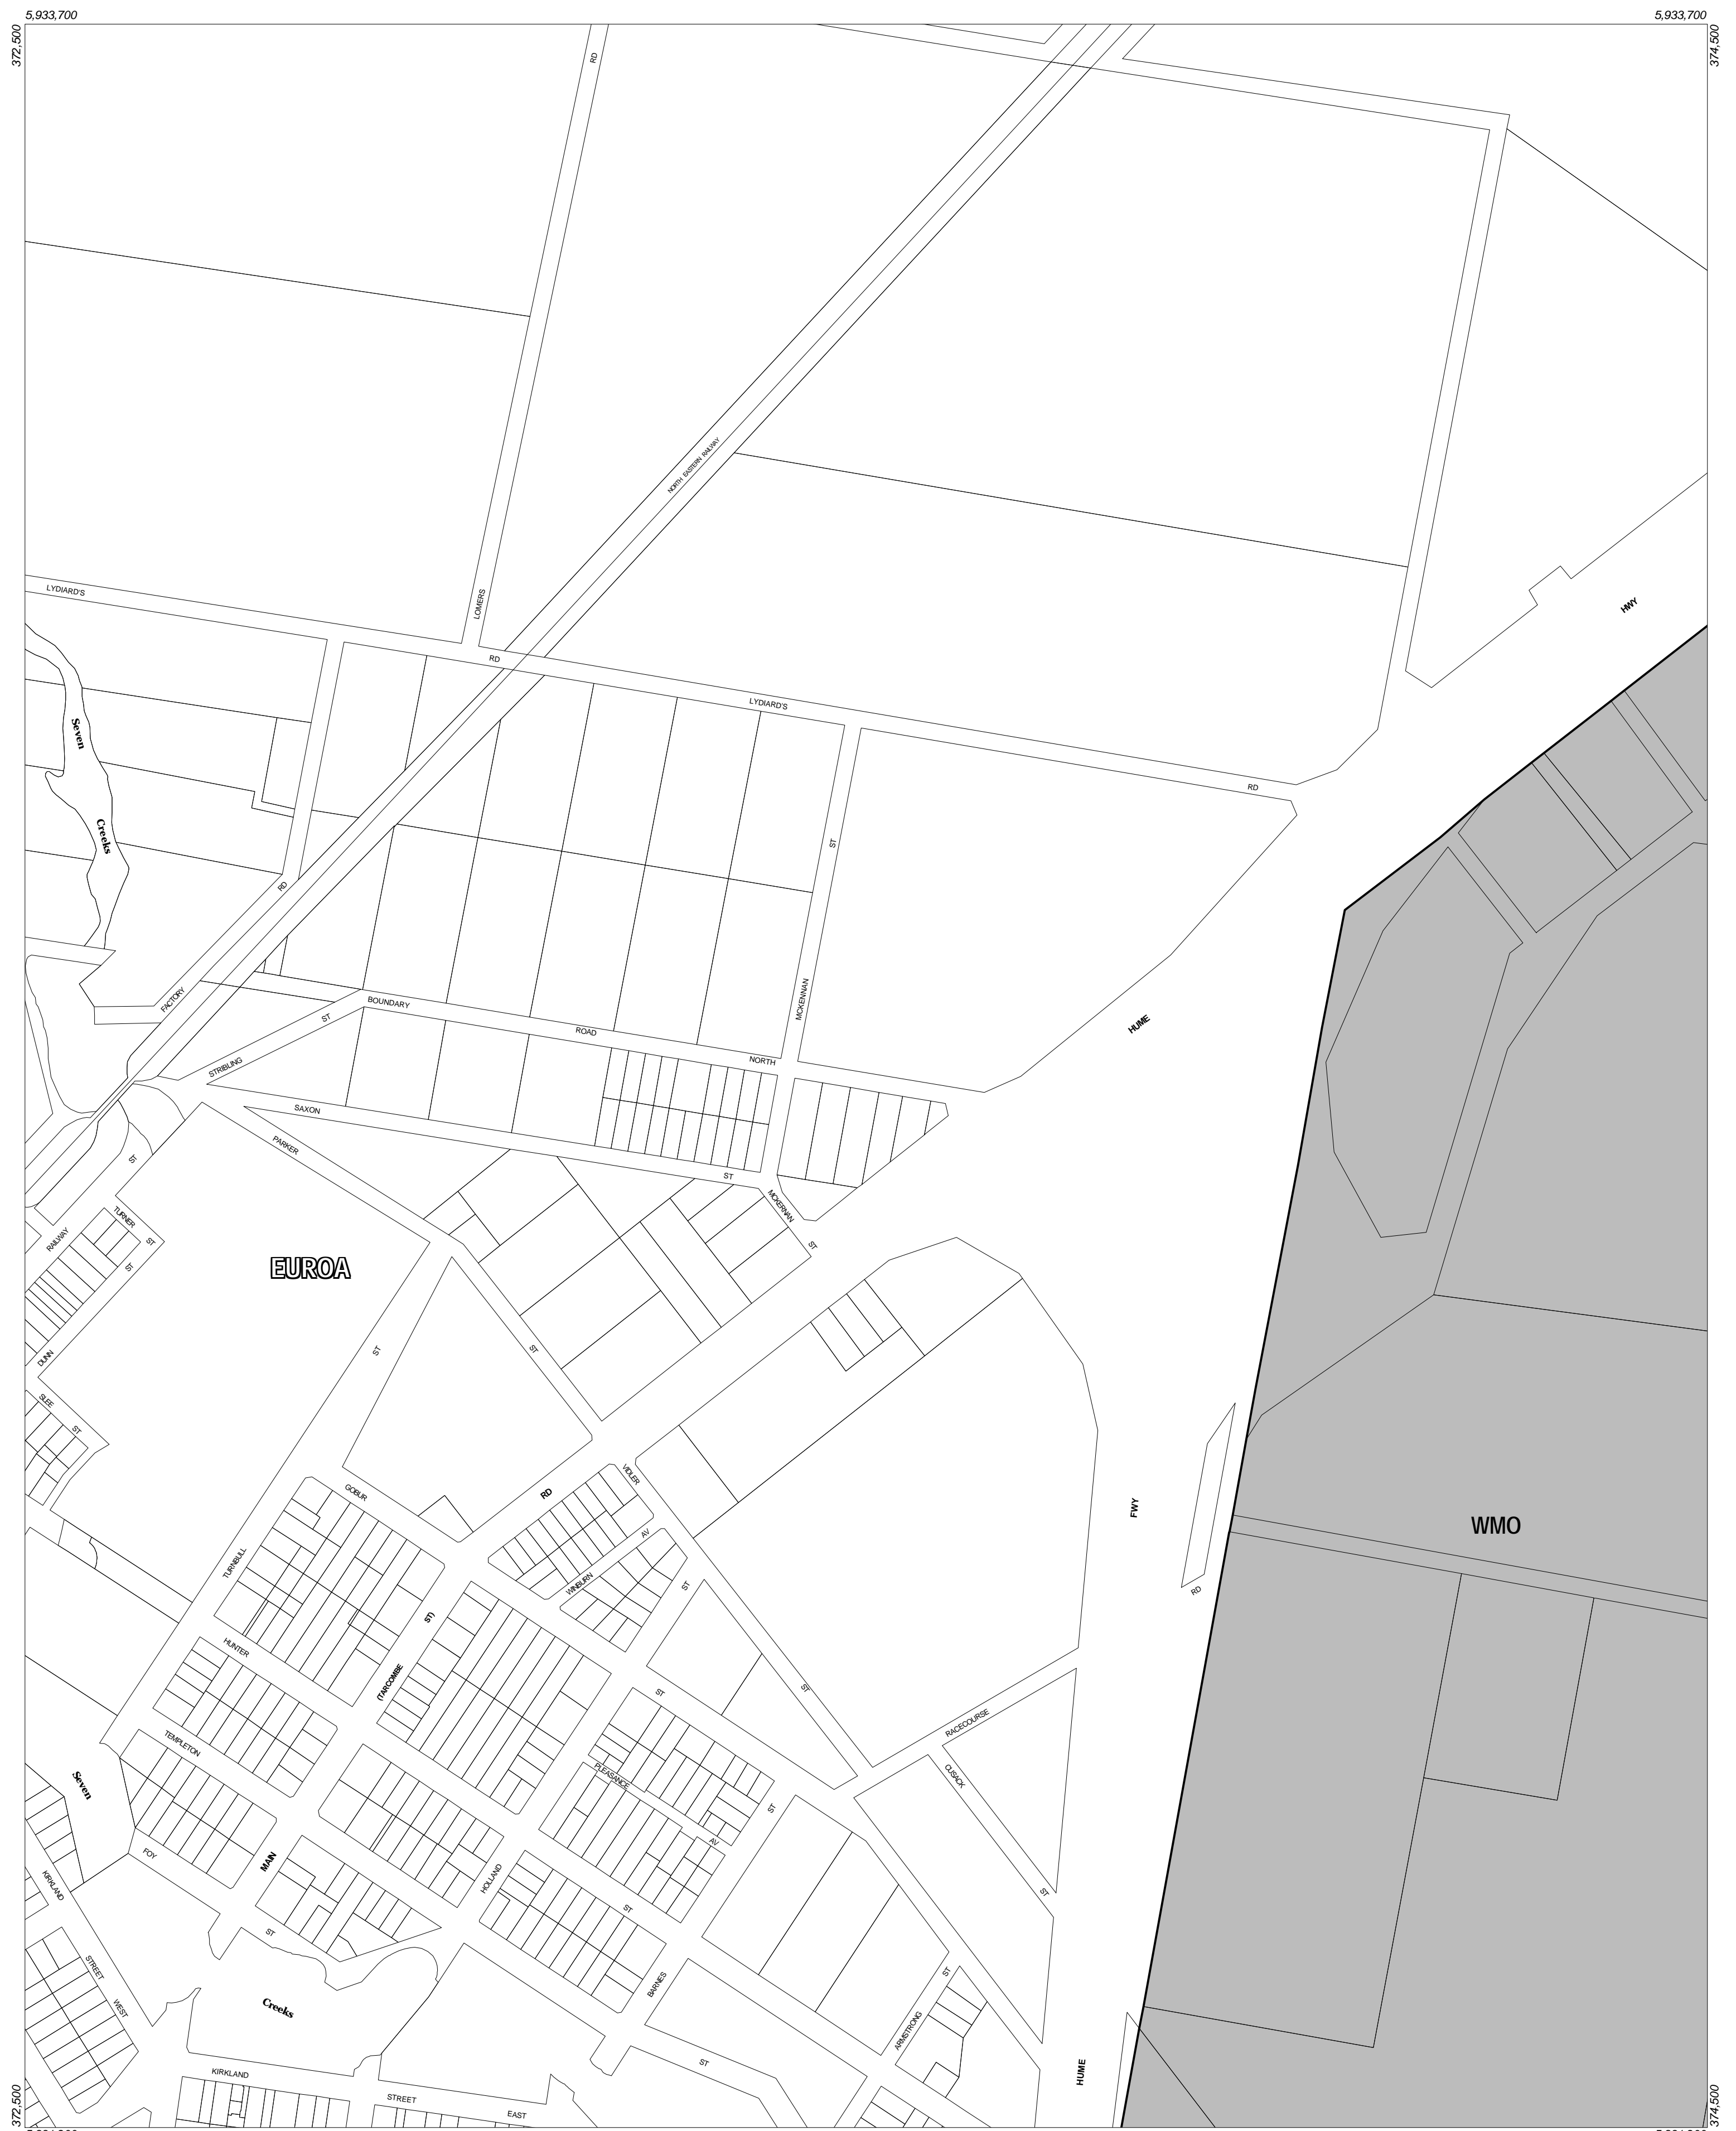 5,933,700
5,933,700
372,500
374,500
RD
NORTH EASTERN RAILWAY
LYDIARD'S
LOMERS
HWY
RD
LYDIARD'S
Seven
RD
Creeks
ST
RD
FACTORY
BOUNDARY
MCKENNAN
ST
ROAD
HUME
NORTH
STRIBLING
SAXON
PARKER
ST
ST
MCKERNAN
TURNER
RAILWAY
ST
ST
ST
EUROA
ST
ST
DUNN
SLEE
ST
VIDLER
GOBUR
RD
FWY
WMO
AV
TURNBULL
WINBURN
ST
RD
ST)
HUNTER
(TARCOMBE
ST
ST
RACECOURSE
TEMPLETON
PLEASANCE
CUSACK
Seven
ST
AV
FOY
MAIN
HOLLAND
KIRKLAND
ST
ST
ST
STREET
ST
BARNES
WEST
Creeks
ARMSTRONG
ST
HUME
KIRKLAND
STREET
EAST
372,500
374,500